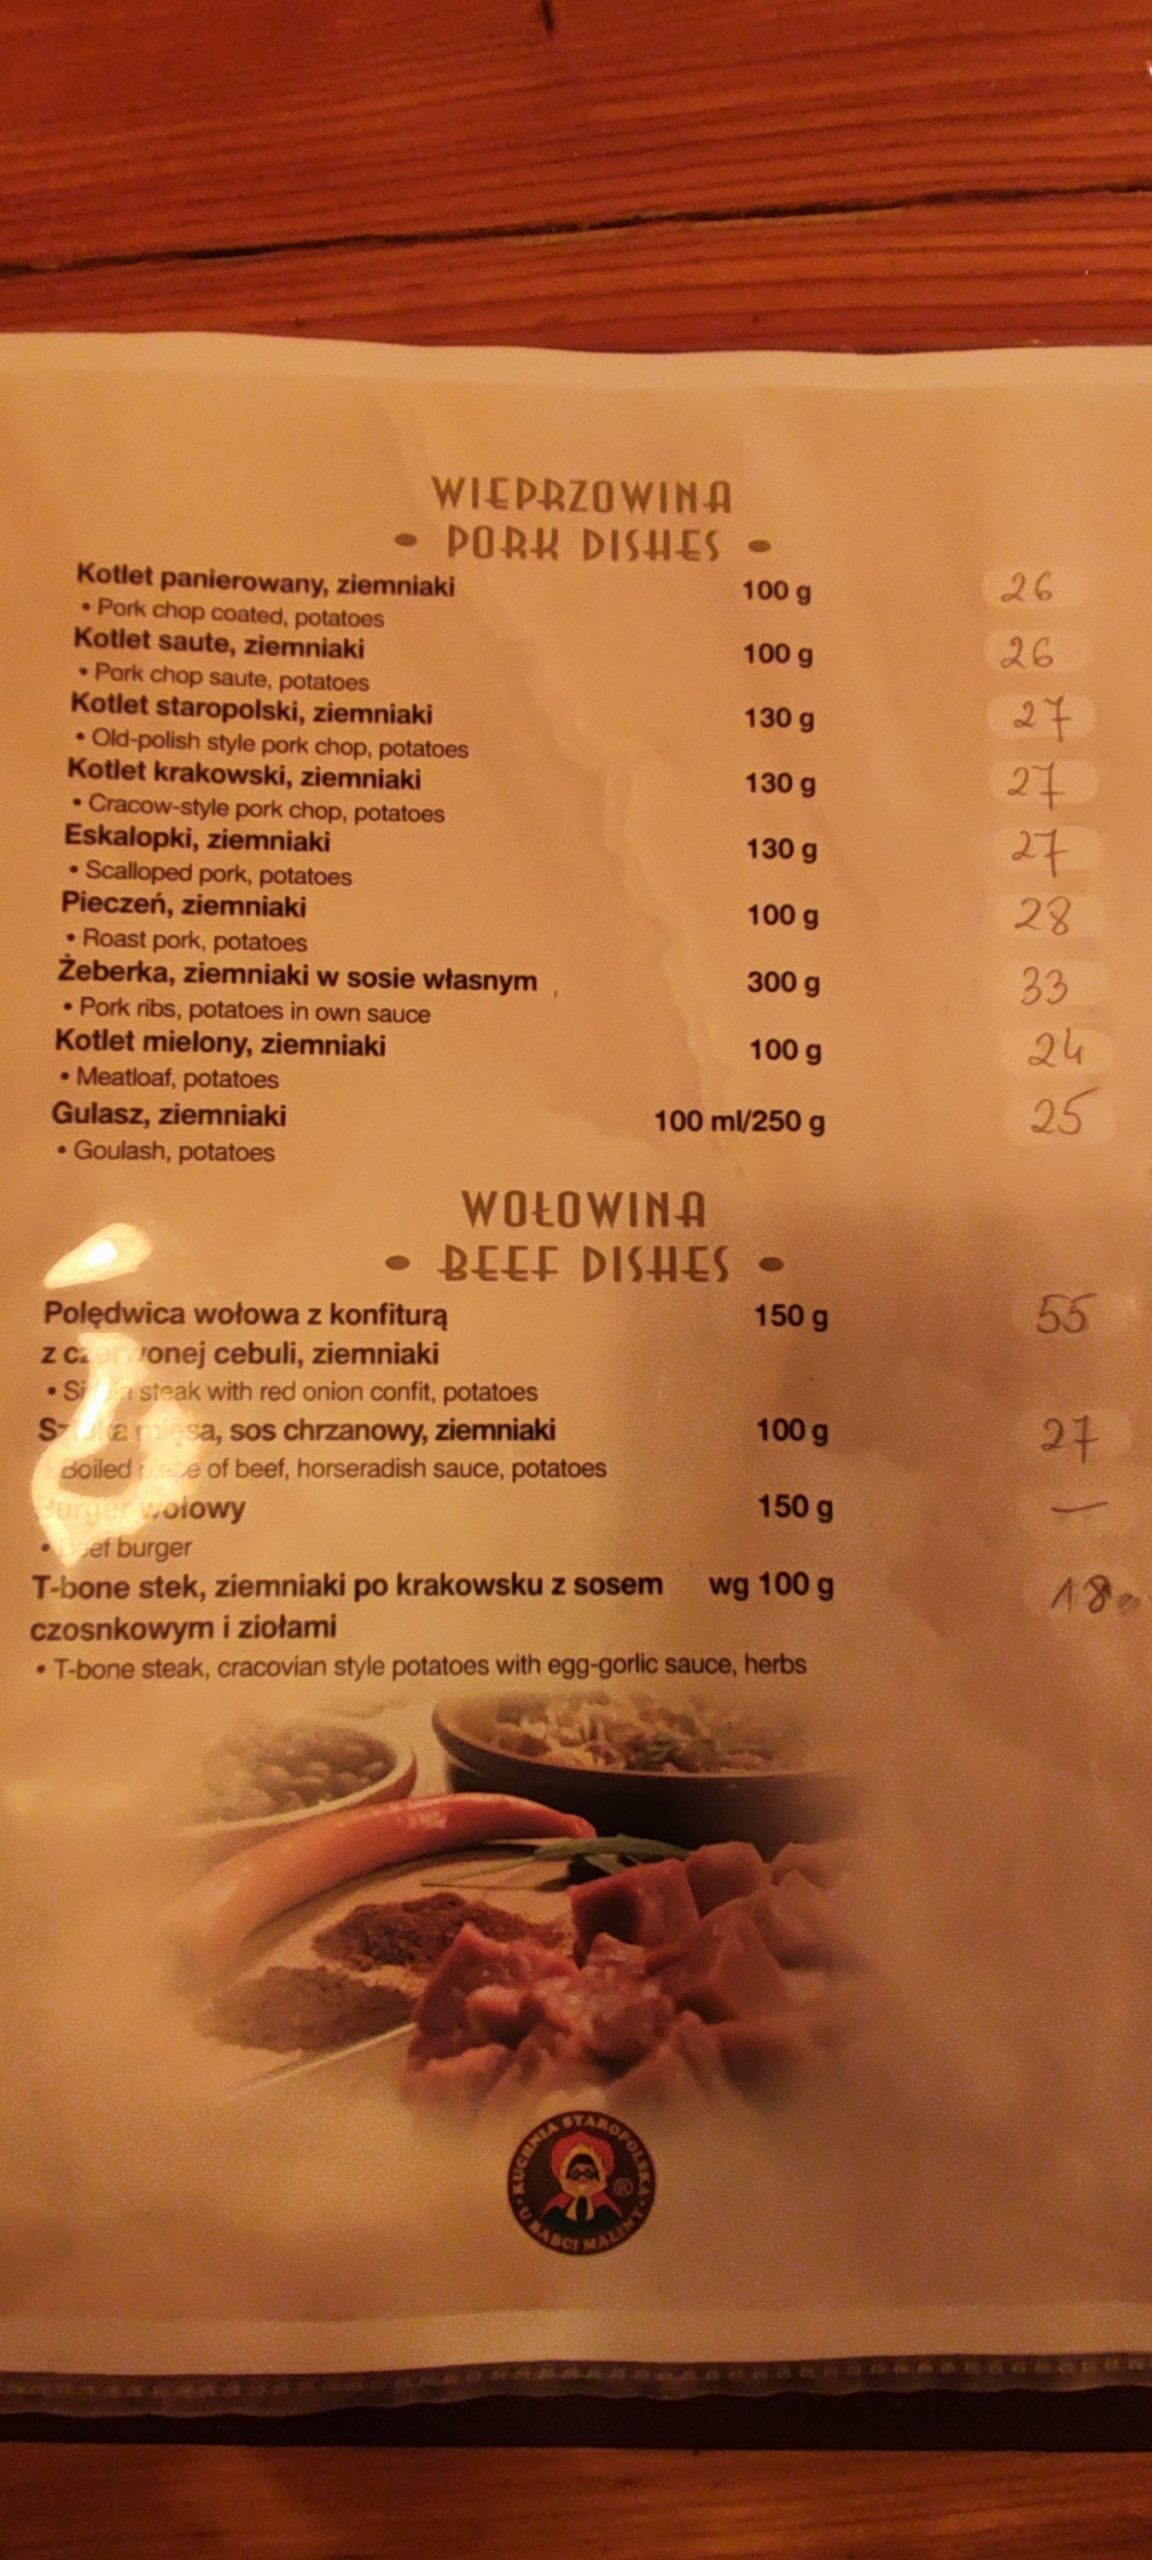 WIEPRZOWINA
• PORK DISHES •
Kotlet panierowany, ziemniaki 100 g 26
• Pork chop coated, potatoes
Kotlet saute, ziemniaki 100 g 26
• Pork chop saute, potatoes
Kotlet staropolski, ziemniaki 130 g 27
• Old-polish style pork chop, potatoes
Kotlet krakowski, ziemniaki 130 g 27
• Cracow-style pork chop, potatoes
Eskalopki, ziemniaki 130 g 27
• Scalloped pork, potatoes
Pieczeń, ziemniaki 100 g 28
• Roast pork, potatoes
Żeberka, ziemniaki w sosie własnym 300 g 33
• Pork ribs, potatoes in own sauce
Kotlet mielony, ziemniaki 100 g 24
• Meatloaf, potatoes
Gulasz, ziemniaki 100 ml/250 g 25
• Goulash, potatoes
WOŁOWINA
• BEEF DISHES •
Polędwica wołowa z konfiturą 150 g 55
z czerwonej cebuli, ziemniaki
• steak with red onion confit, potatoes
sos chrzanowy, ziemniaki 100 g 27
Boiled piece of beef, horseradish sauce, potatoes
Burger wołowy 150 g —
• Beef burger
T-bone stek, ziemniaki po krakowsku z sosem wg 100 g 18
czosnkowym i ziołami
• T-bone steak, cracovian style potatoes with egg-gorlic sauce, herbs
KUCHNIA STAROPOLSKA
U BABCI MALINY
®